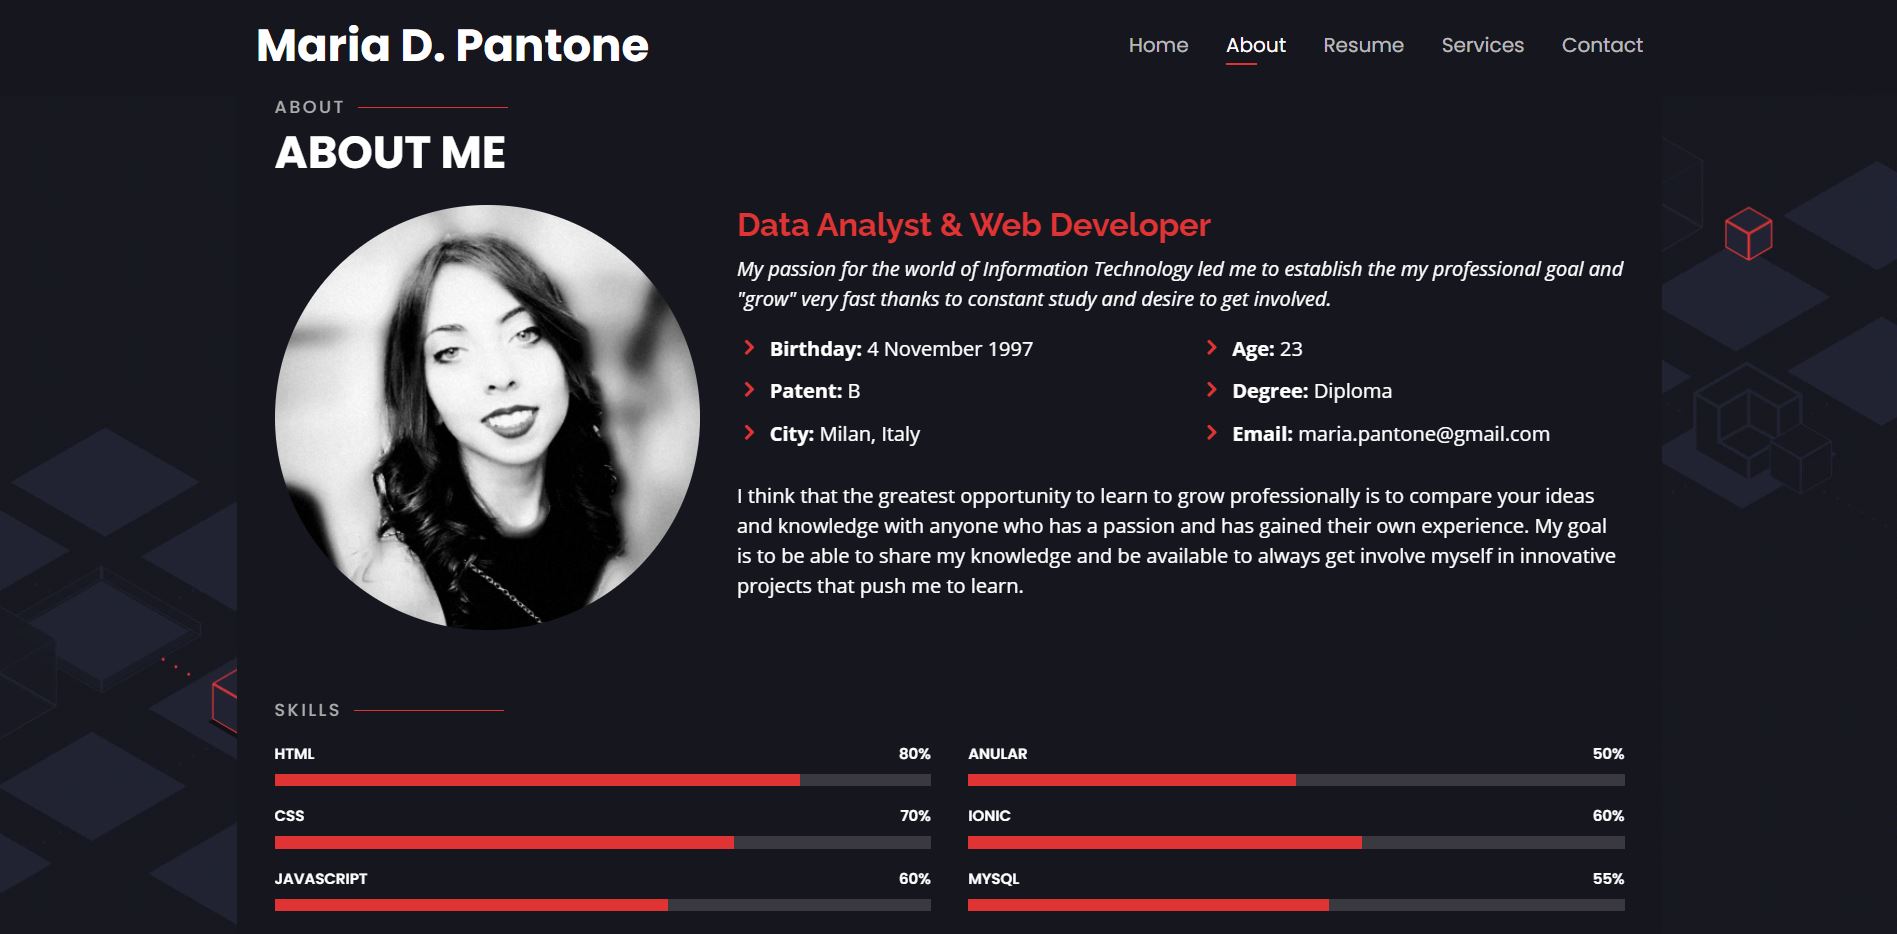 Maria D. Pantone
Home About Resume Services Contact
ABOUT
ABOUT ME
Data Analyst & Web Developer
My passion for the world of Information Technology led me to establish the my professional goal and
"grow" very fast thanks to constant study and desire to get involved.
Birthday: 4 November 1997
Age: 23
Patent: B
Degree: Diploma
City: Milan, Italy
Email: maria.pantone@gmail.com
I think that the greatest opportunity to learn to grow professionally is to compare your ideas
and knowledge with anyone who has a passion and has gained their own experience. My goal
is to be able to share my knowledge and be available to always get involve myself in innovative
projects that push me to learn.
SKILLS
HTML 80%
ANULAR 50%
CSS 70%
IONIC 60%
JAVASCRIPT 60%
MYSQL 55%